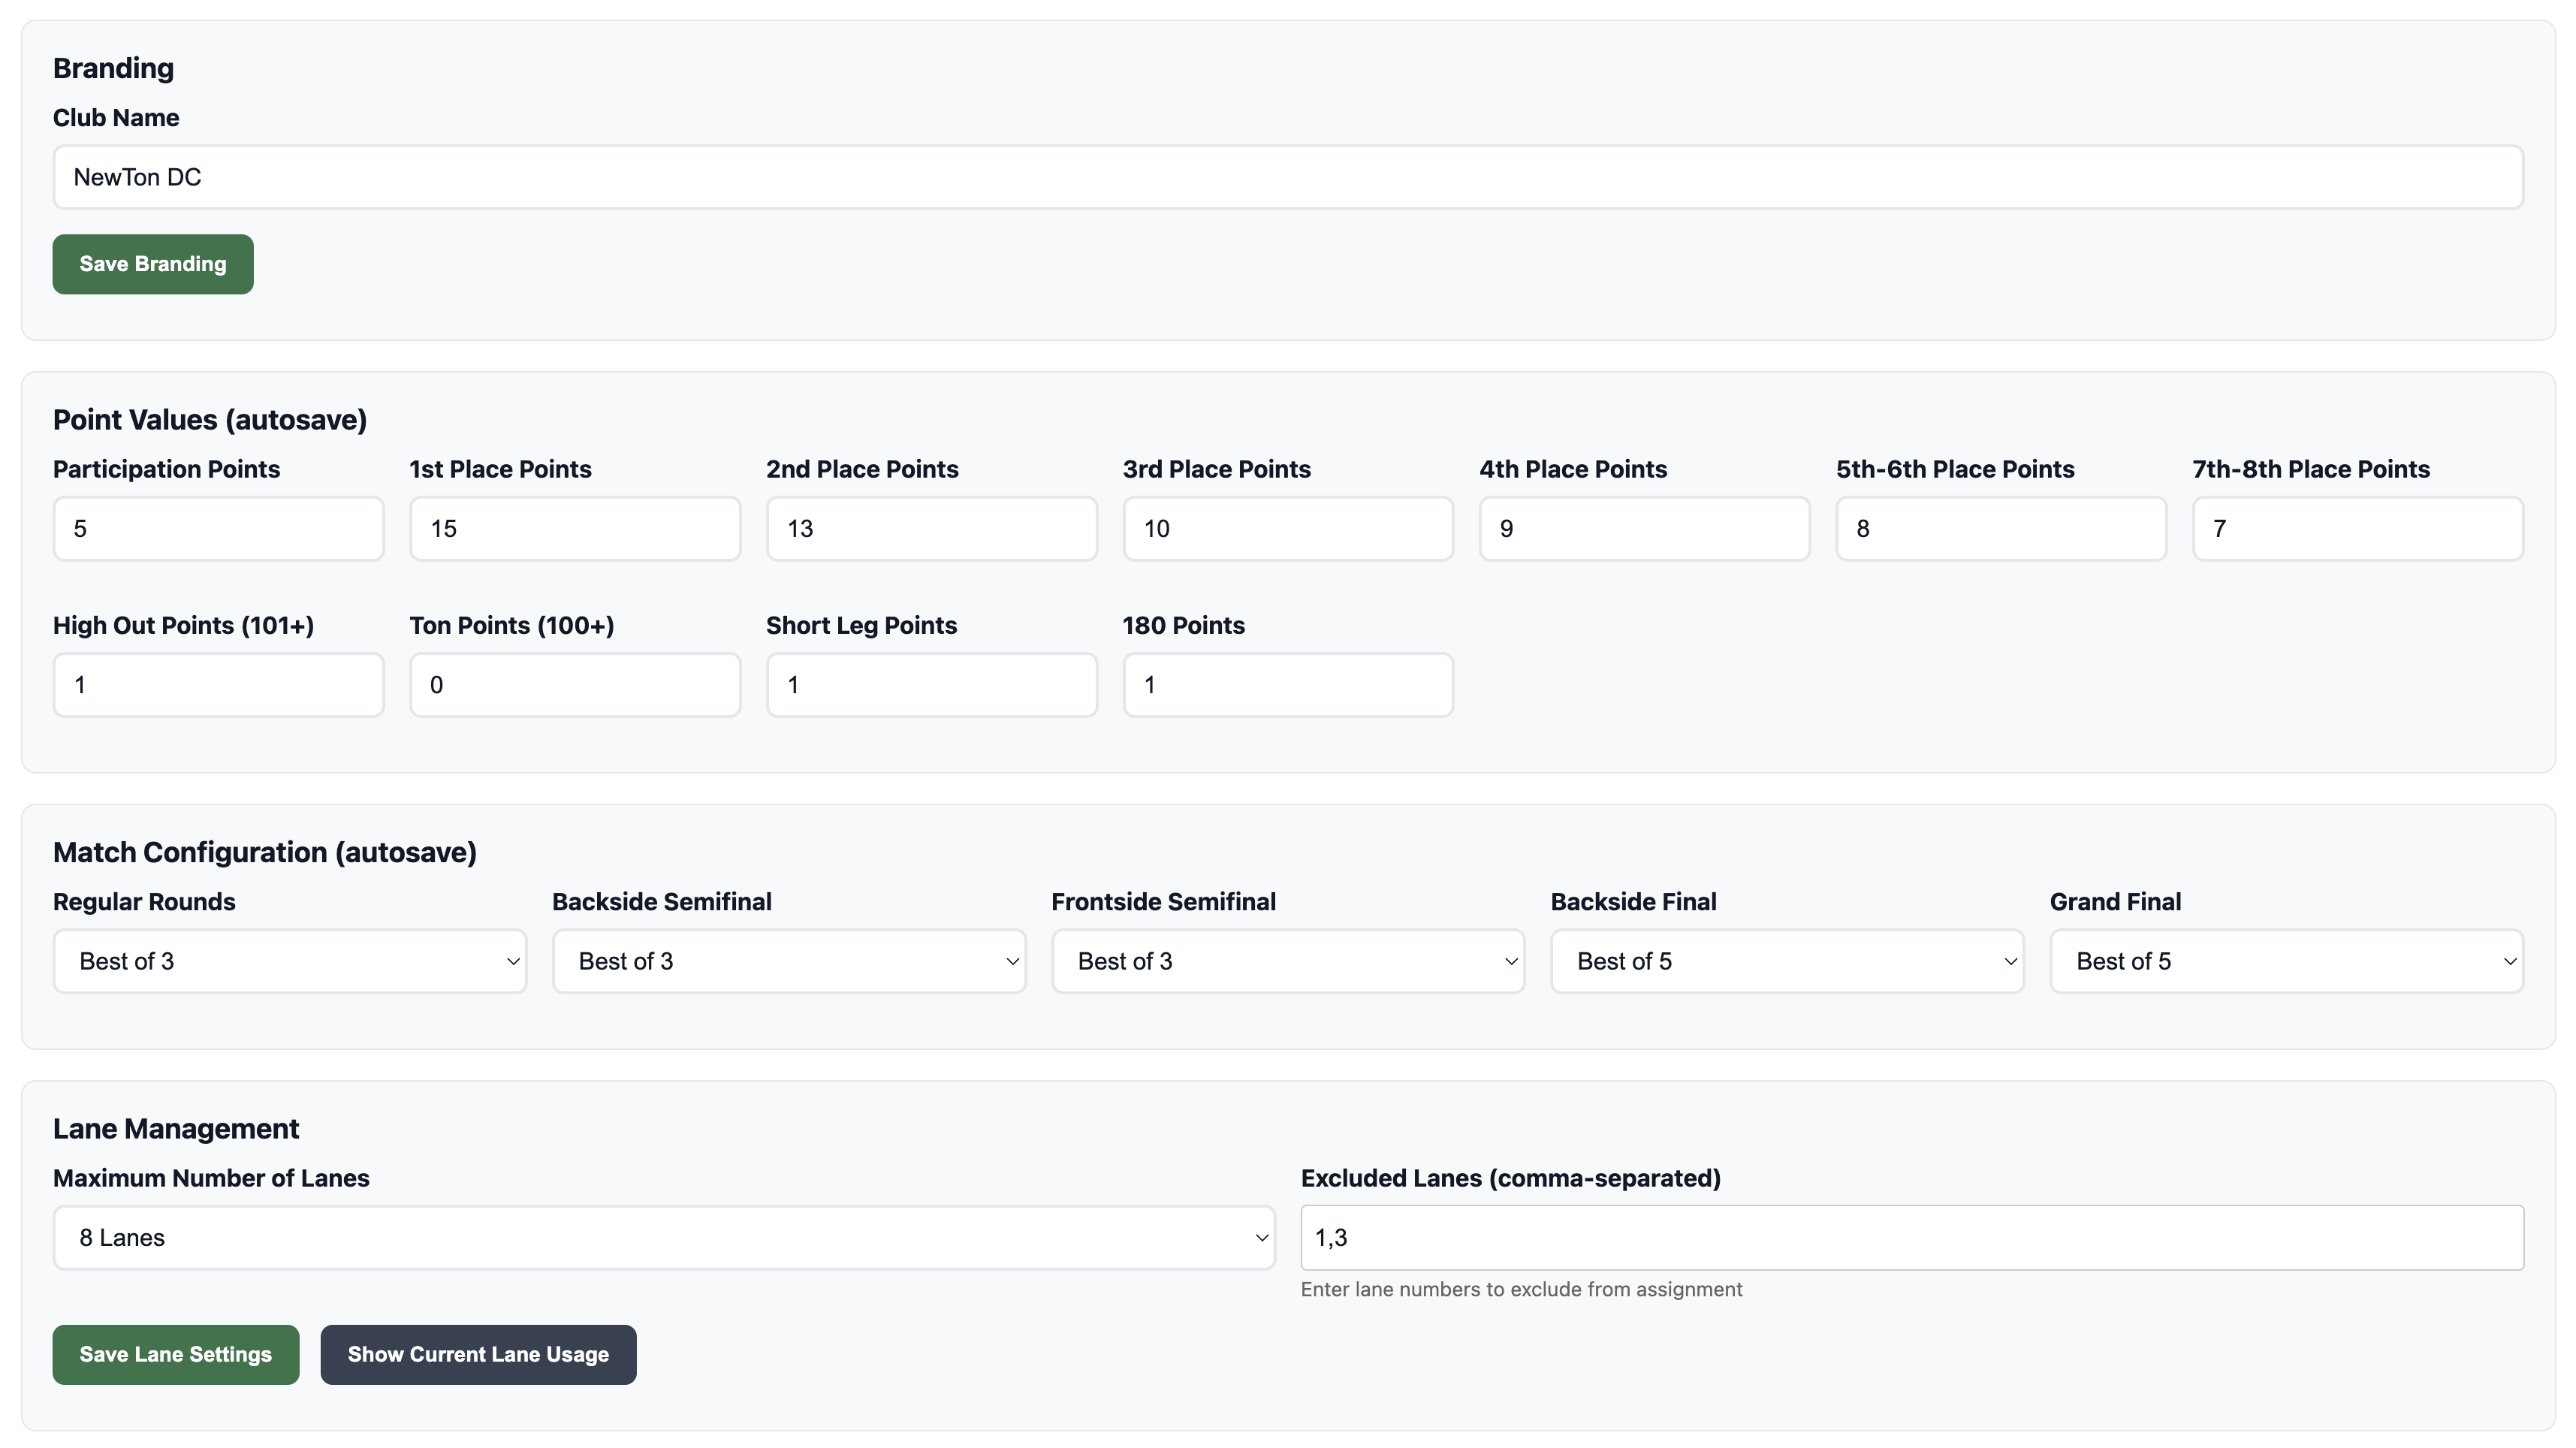 Branding
Club Name
NewTon DC
Save Branding
Point Values (autosave)
Participation Points 1st Place Points 2nd Place Points 3rd Place Points 4th Place Points 5th-6th Place Points 7th-8th Place Points
5 15 13 10 9 8 7
High Out Points (101+) Ton Points (100+) Short Leg Points 180 Points
1 0 1 1
Match Configuration (autosave)
Regular Rounds Backside Semifinal Frontside Semifinal Backside Final Grand Final
Best of 3 Best of 3 Best of 3 Best of 5 Best of 5
Lane Management
Maximum Number of Lanes Excluded Lanes (comma-separated)
8 Lanes 1,3
Enter lane numbers to exclude from assignment
Save Lane Settings Show Current Lane Usage